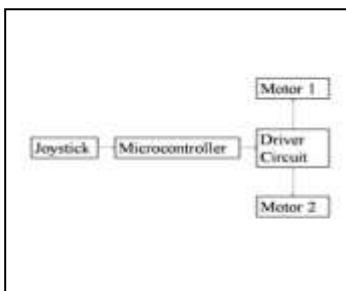 Motor 1
Joystick
Microcontroller
Driver
Circuit
Motor 2